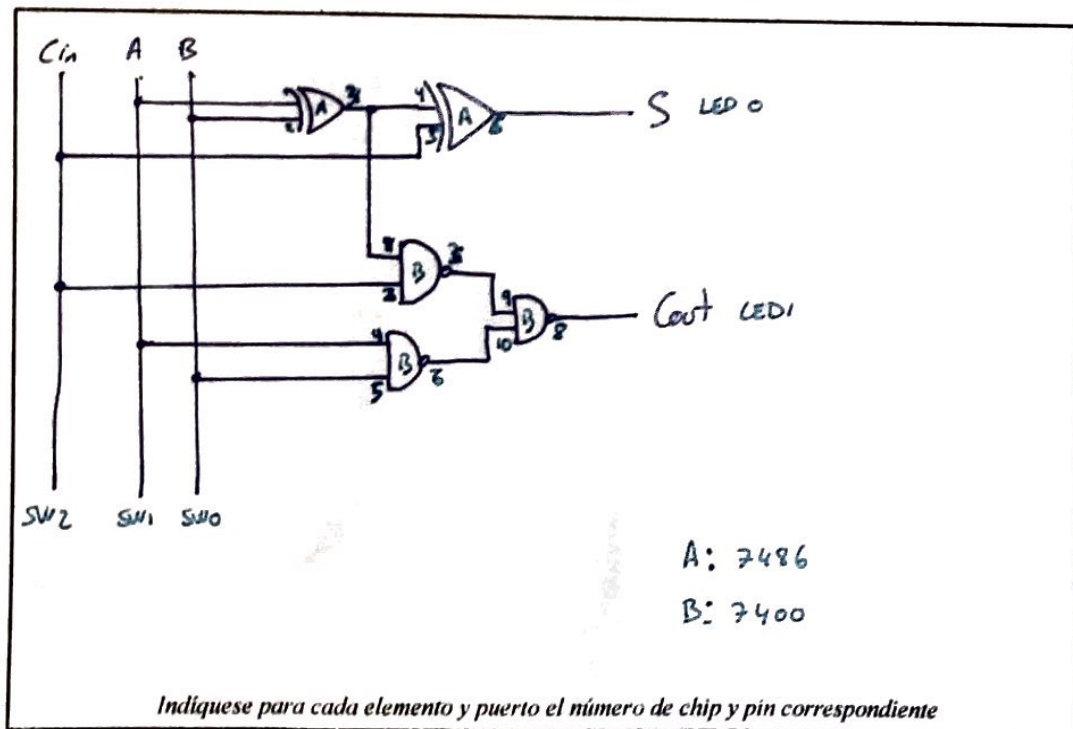 Cin A B
1 A 3 4 A S LED 0
2 5 6
1 B 3
2 9 B Cout LED1
4 B 10 8
5 6
SW2 SW1 SW0
A: 7486
B: 7400
Indíquese para cada elemento y puerto el número de chip y pin correspondiente